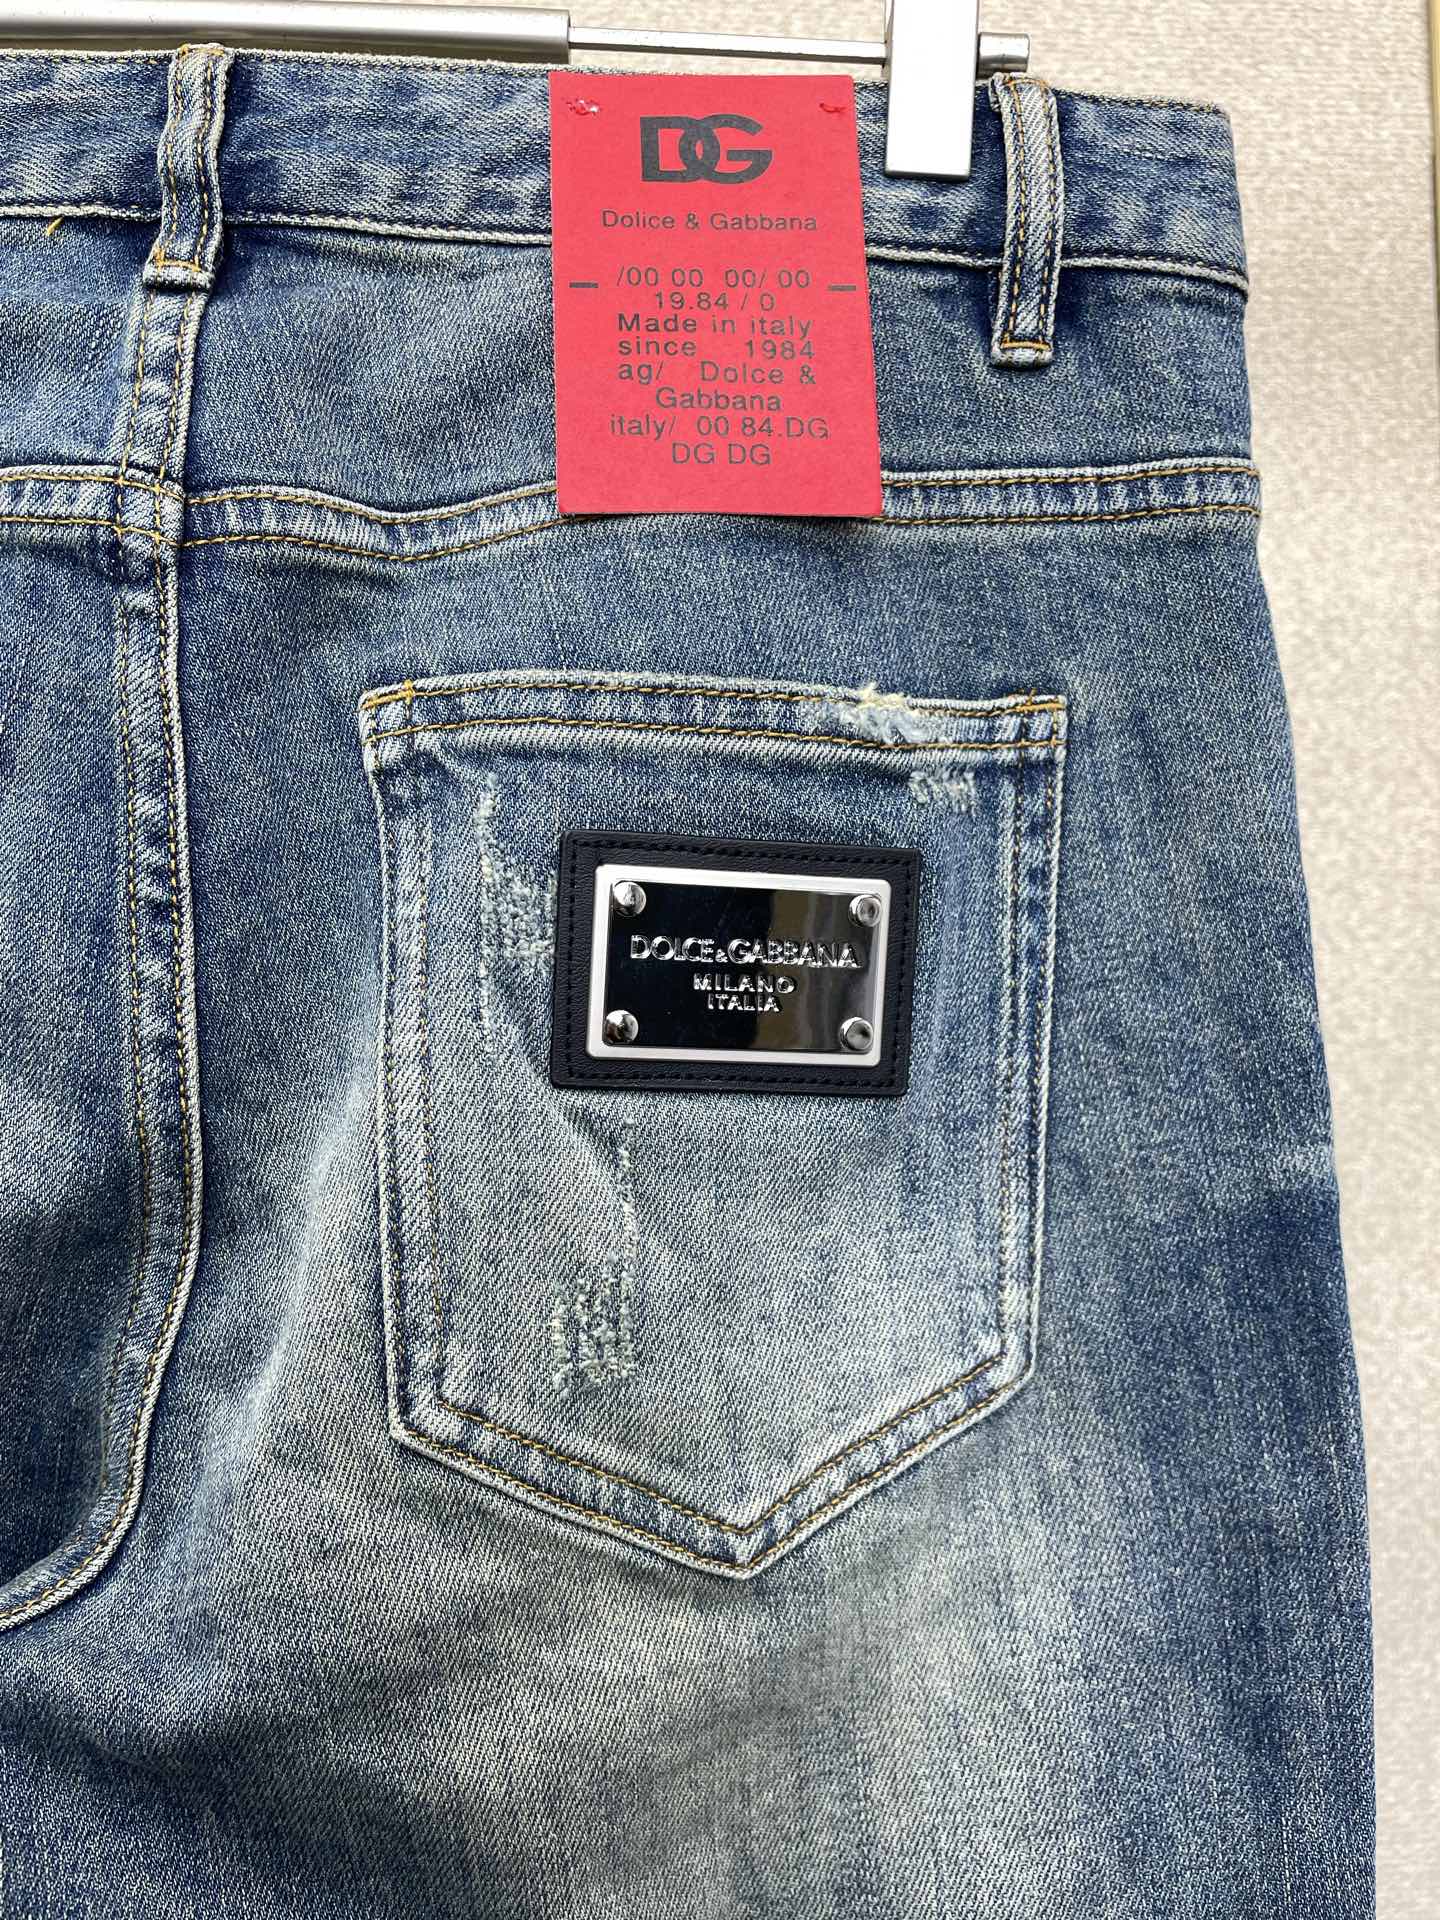 DG
Dolice & Gabbana
/00 00 00/ 00
19.84 / 0
Made in italy
since 1984
ag/ Dolce &
Gabbana
italy/ 00 84.DG
DG DG
DOLCE&GABBANA
MILANO
ITALIA